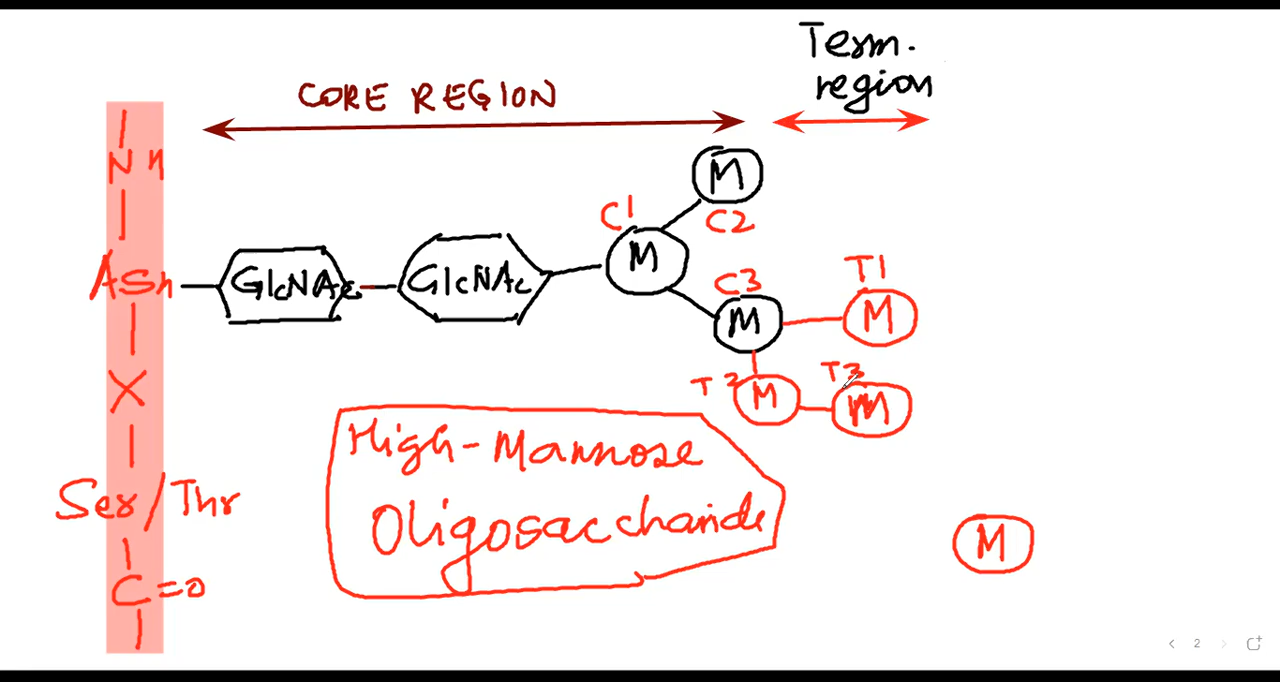 Term.
region
CORE REGION
N H
M
C1
C2
M
ASn
GlcNAc
GlcNAc
C3
T1
M
M
X
T2
T3
M
M
High-Mannose
Ser/Thr
Oligosaccharide
M
C=O
2